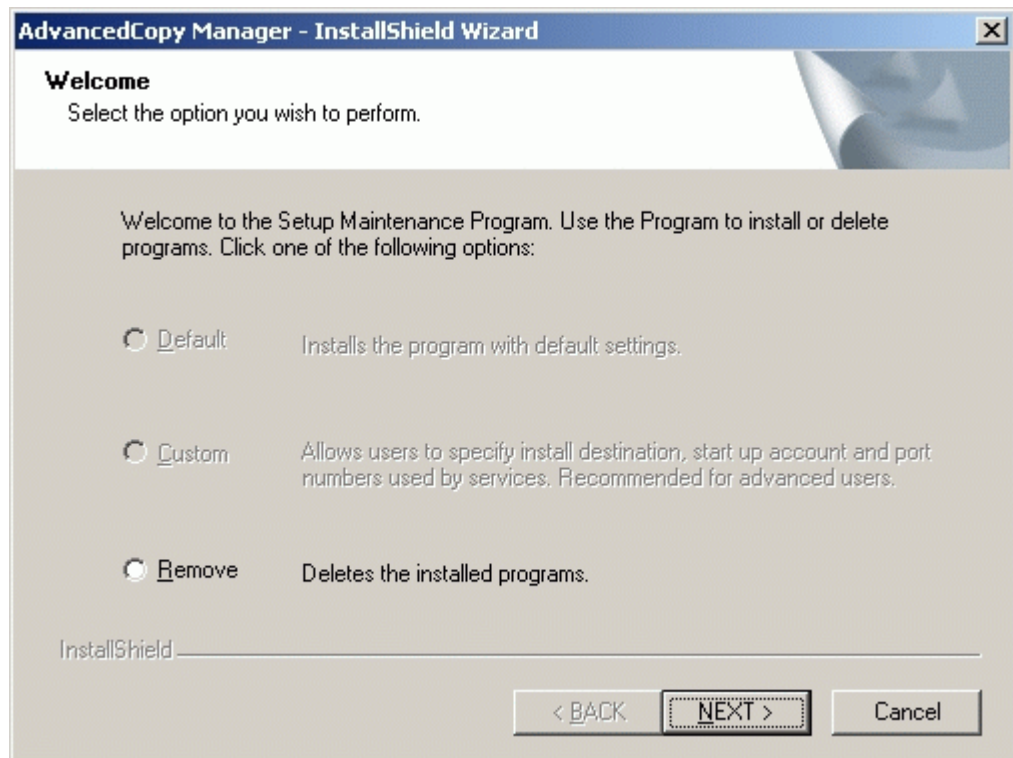 AdvancedCopy Manager - InstallShield Wizard
Welcome
Select the option you wish to perform.
Welcome to the Setup Maintenance Program. Use the Program to install or delete
programs. Click one of the following options:
Default
Installs the program with default settings.
Custom
Allows users to specify install destination, start up account and port
numbers used by services. Recommended for advanced users.
Remove
Deletes the installed programs.
InstallShield
< BACK
NEXT >
Cancel